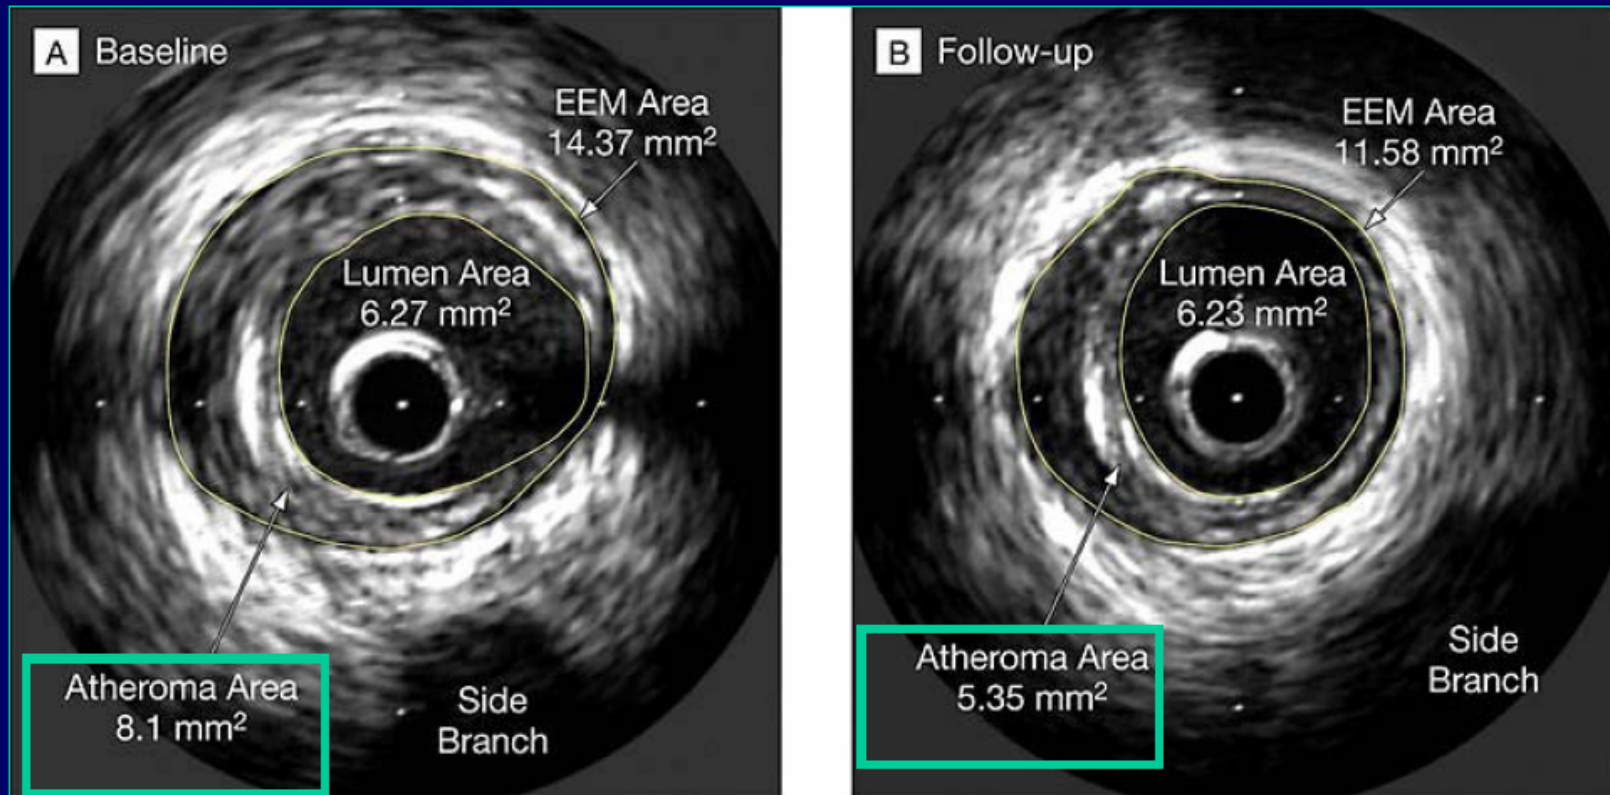 A Baseline
EEM Area
14.37 mm²
Lumen Area
6.27 mm²
Atheroma Area
8.1 mm²
Side
Branch
B Follow-up
EEM Area
11.58 mm²
Lumen Area
6.23 mm²
Atheroma Area
5.35 mm²
Side
Branch